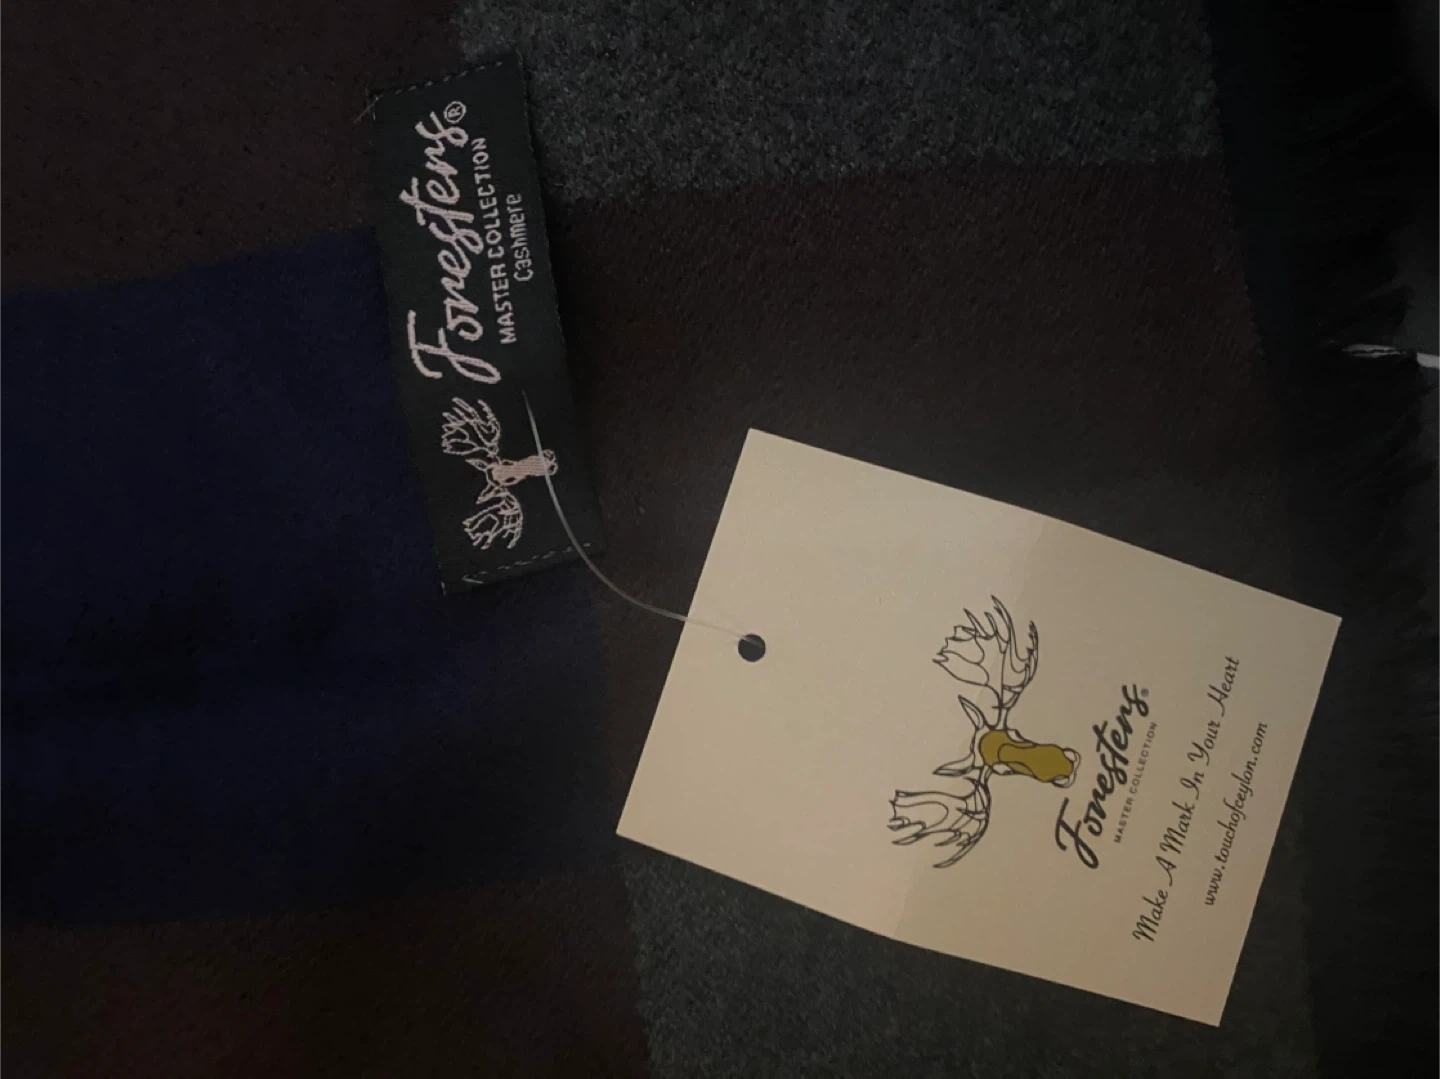 Foresters®
MASTER COLLECTION
Cashmere
Foresters®
MASTER COLLECTION
Make A Mark In Your Heart
www.touchofceylon.com